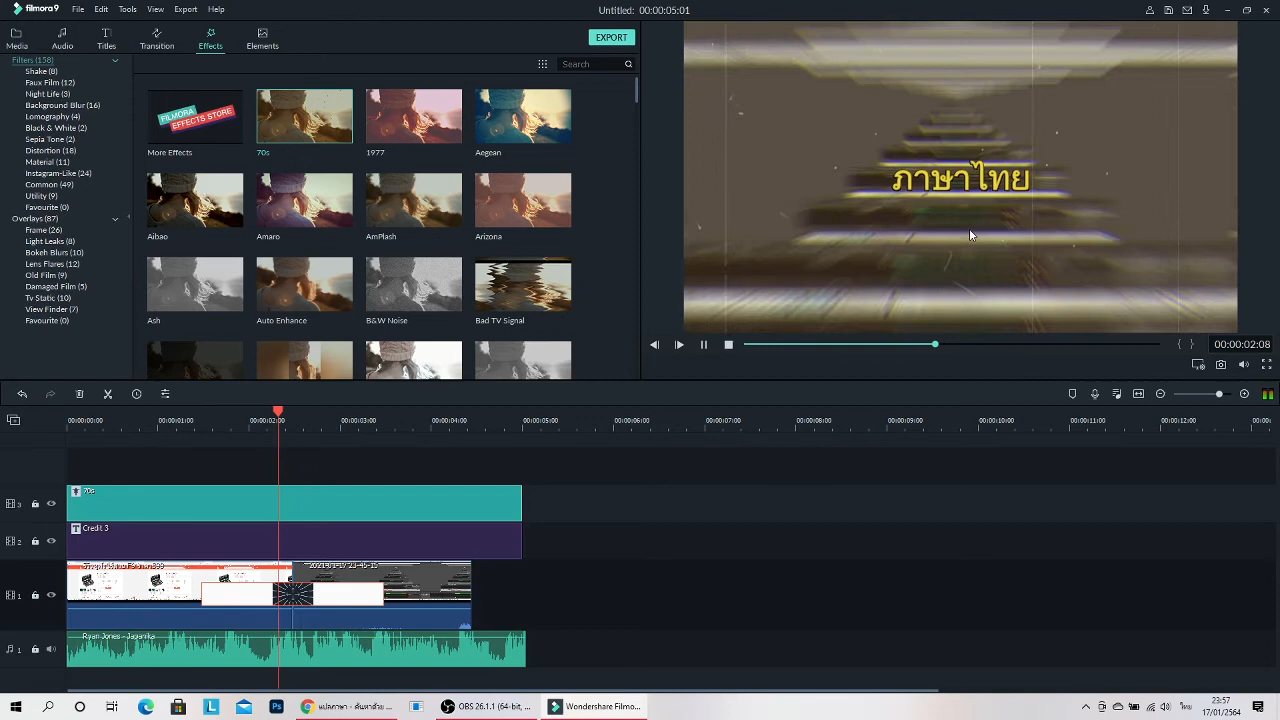 filmora9 File Edit Tools View Export Help Untitled: 00:00:05:01
Media Audio Titles Transition Effects Elements EXPORT
Filters (158)
Shake (8)
Faux Film (12)
Night Life (3)
Background Blur (16)
Lomography (4)
Black & White (2)
Sepia Tone (2)
Distortion (18)
Material (11)
Instagram-Like (24)
Common (49)
Utility (9)
Favourite (0)
Overlays (87)
Frame (26)
Light Leaks (8)
Bokeh Blurs (10)
Lens Flares (12)
Old Film (9)
Damaged Film (5)
Tv Static (10)
View Finder (7)
Favourite (0)
Search
FILMORA
EFFECTS STORE
More Effects 70s 1977 Aegean
Aibao Amaro AmPlash Arizona
Ash Auto Enhance B&W Noise Bad TV Signal
ภาษาไทย
00:00:02:08
00:00:00:00 00:00:01:00 00:00:02:00 00:00:03:00 00:00:04:00 00:00:05:00 00:00:06:00 00:00:07:00 00:00:08:00 00:00:09:00 00:00:10:00 00:00:11:00 00:00:12:00
3 70s
2 Credit 3
1
1 Ryan Jones - Japanika
OBS 26.1.1 (64-bit, ... Wondershare Filmo...
23:57
ไทย
17/01/2564